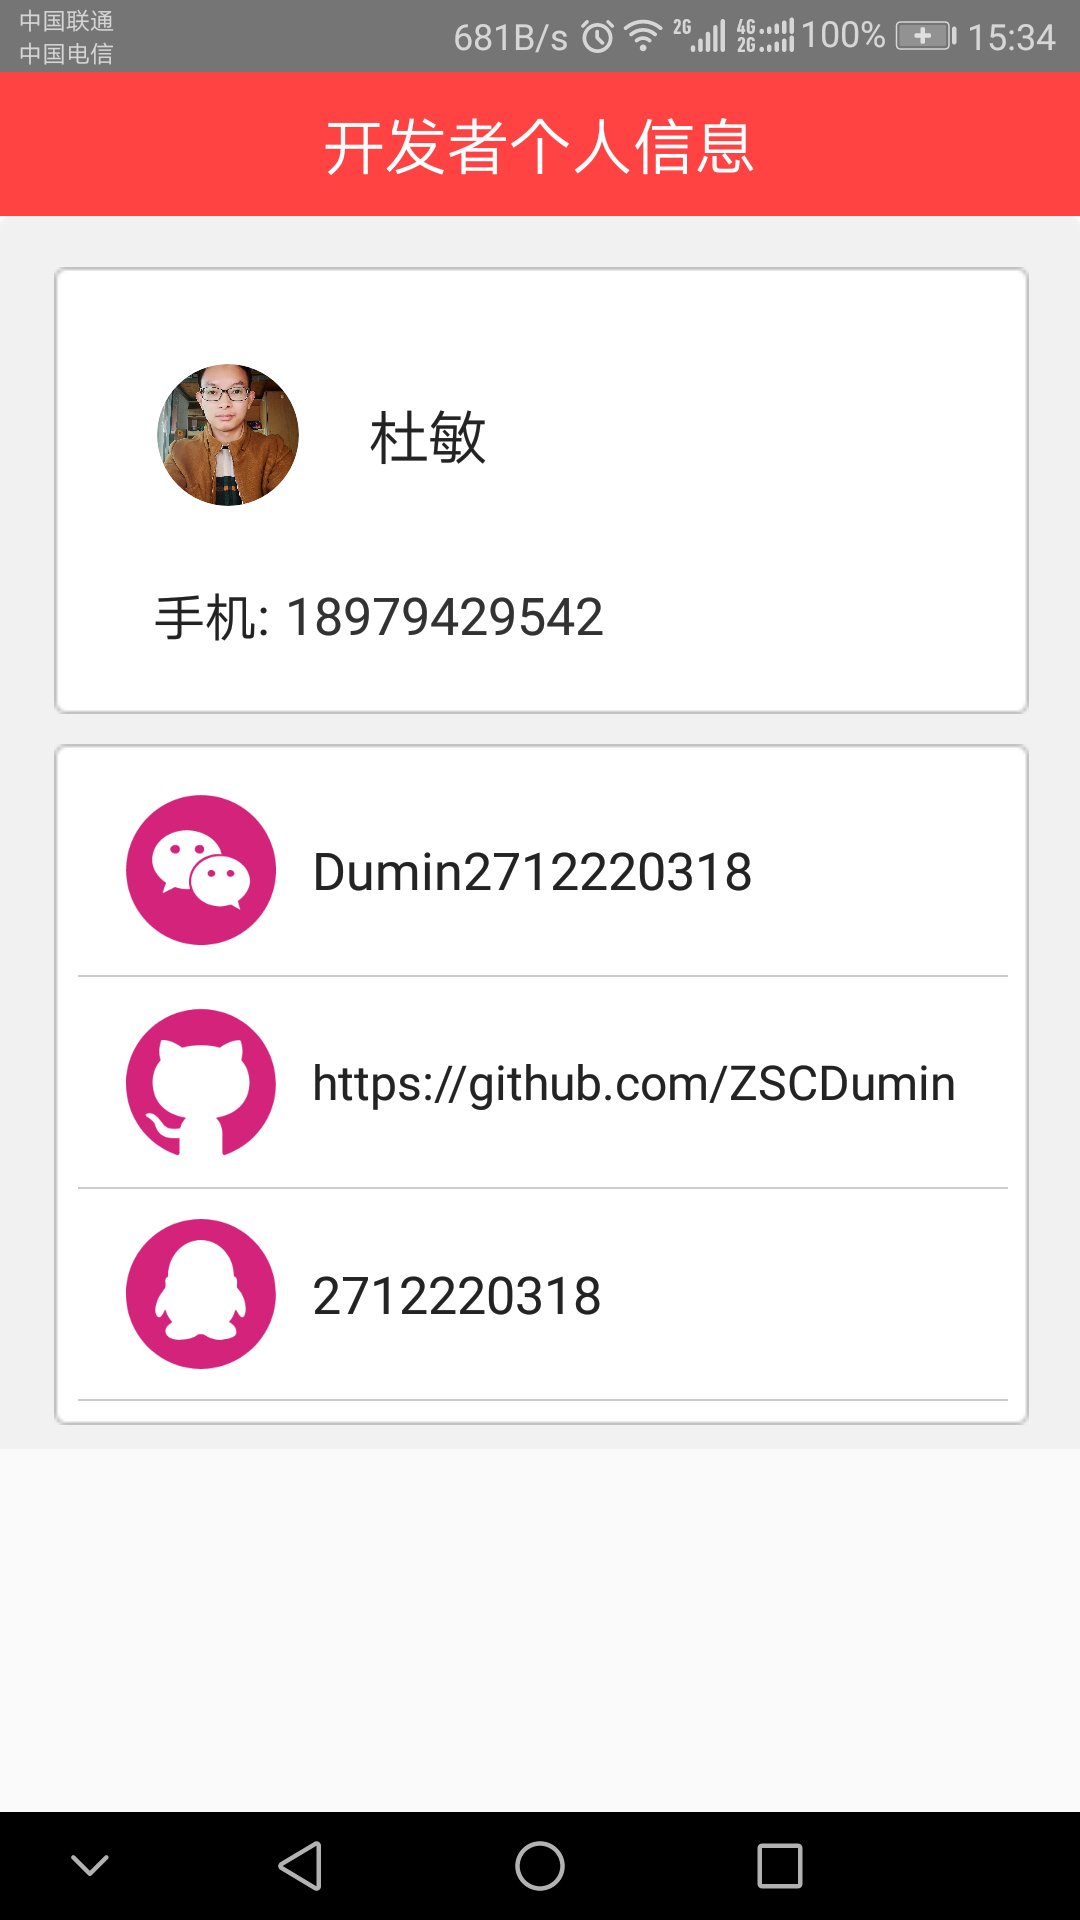 中国联通
中国电信
681B/s 2G 4G 2G 100% 15:34
开发者个人信息
杜敏
手机: 18979429542
Dumin2712220318
https://github.com/ZSCDumin
2712220318